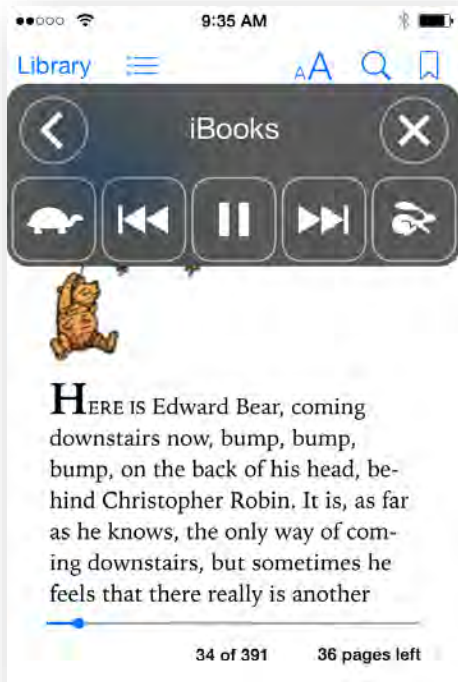 9:35 AM
Library
AA
iBooks
HERE IS Edward Bear, coming
downstairs now, bump, bump,
bump, on the back of his head, be-
hind Christopher Robin. It is, as far
as he knows, the only way of com-
ing downstairs, but sometimes he
feels that there really is another
34 of 391 36 pages left